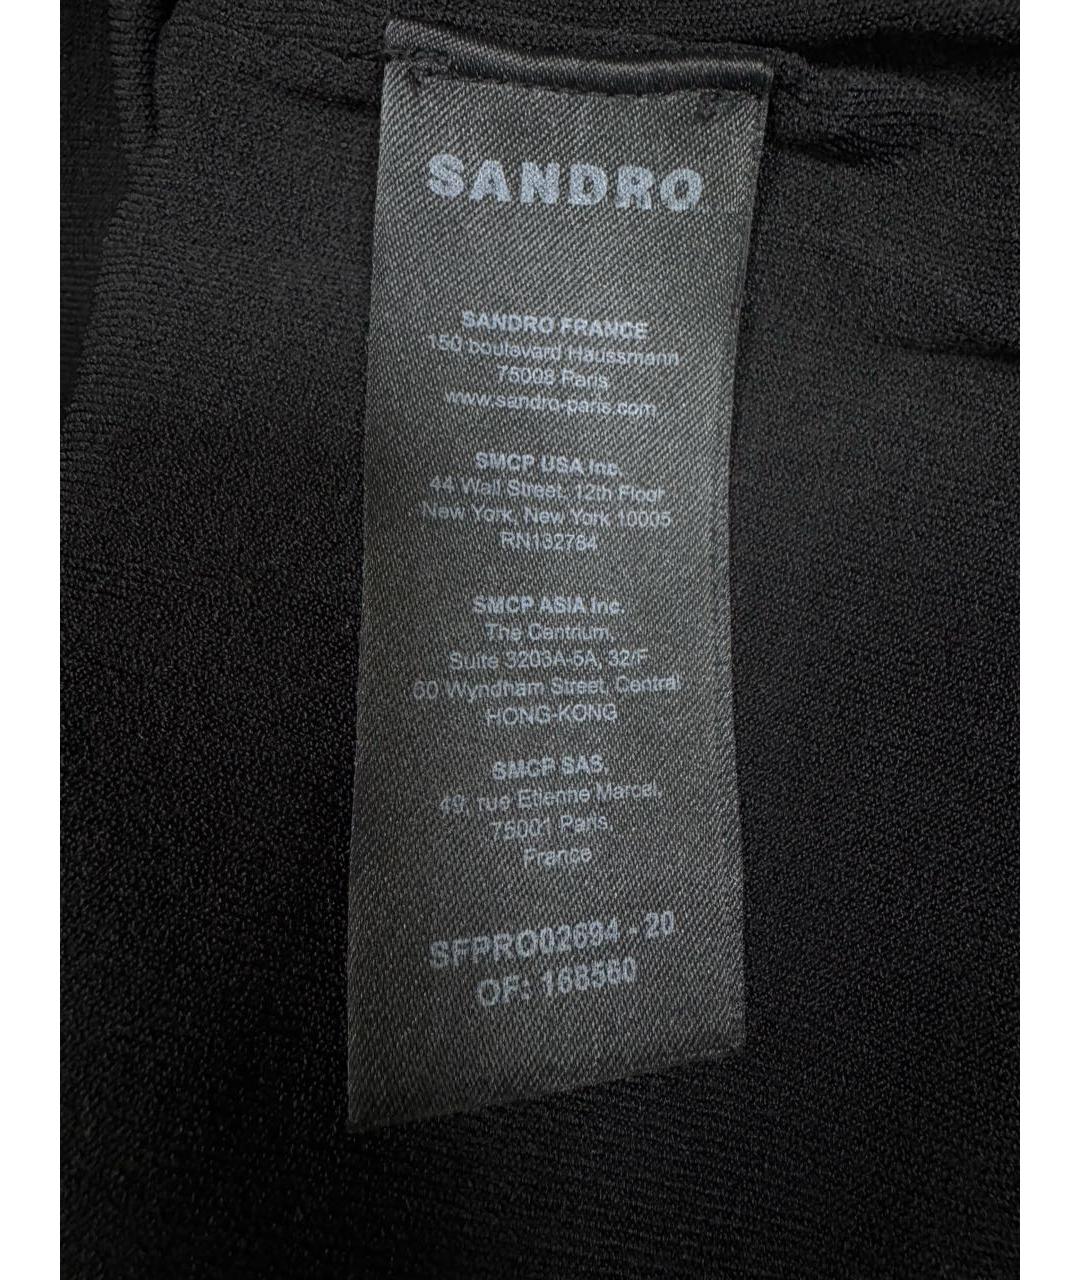 SANDRO
SANDRO FRANCE
150 boulevard Haussmann
75008 Paris
www.sandro-paris.com
SMCP USA Inc.
44 Wall Street, 12th Floor
New York, New York 10005
RN132784
SMCP ASIA Inc.
The Centrium,
Suite 3203A-5A, 32/F
60 Wyndham Street, Central
HONG-KONG
SMCP SAS,
49, rue Etienne Marcel,
75001 Paris,
France
SFPRO02694 - 20
OF: 168560